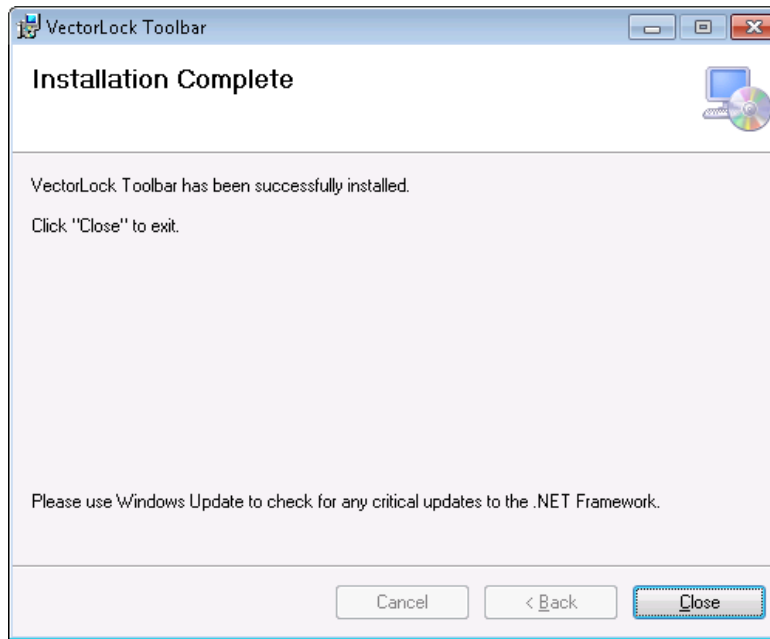 VectorLock Toolbar
Installation Complete
VectorLock Toolbar has been successfully installed.
Click "Close" to exit.
Please use Windows Update to check for any critical updates to the .NET Framework.
Cancel
< Back
Close